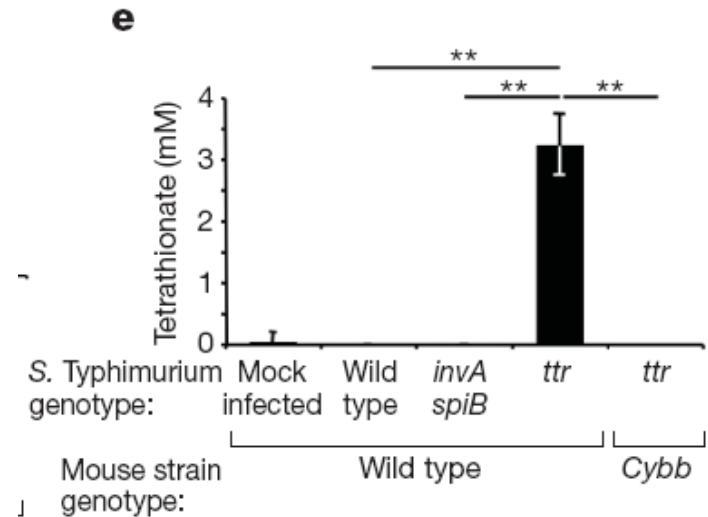 e
**
** **
Tetrathionate (mM)
4
3
2
1
0
S. Typhimurium genotype:
Mock infected
Wild type
invA spiB
ttr
ttr
Wild type
Cybb
Mouse strain genotype: